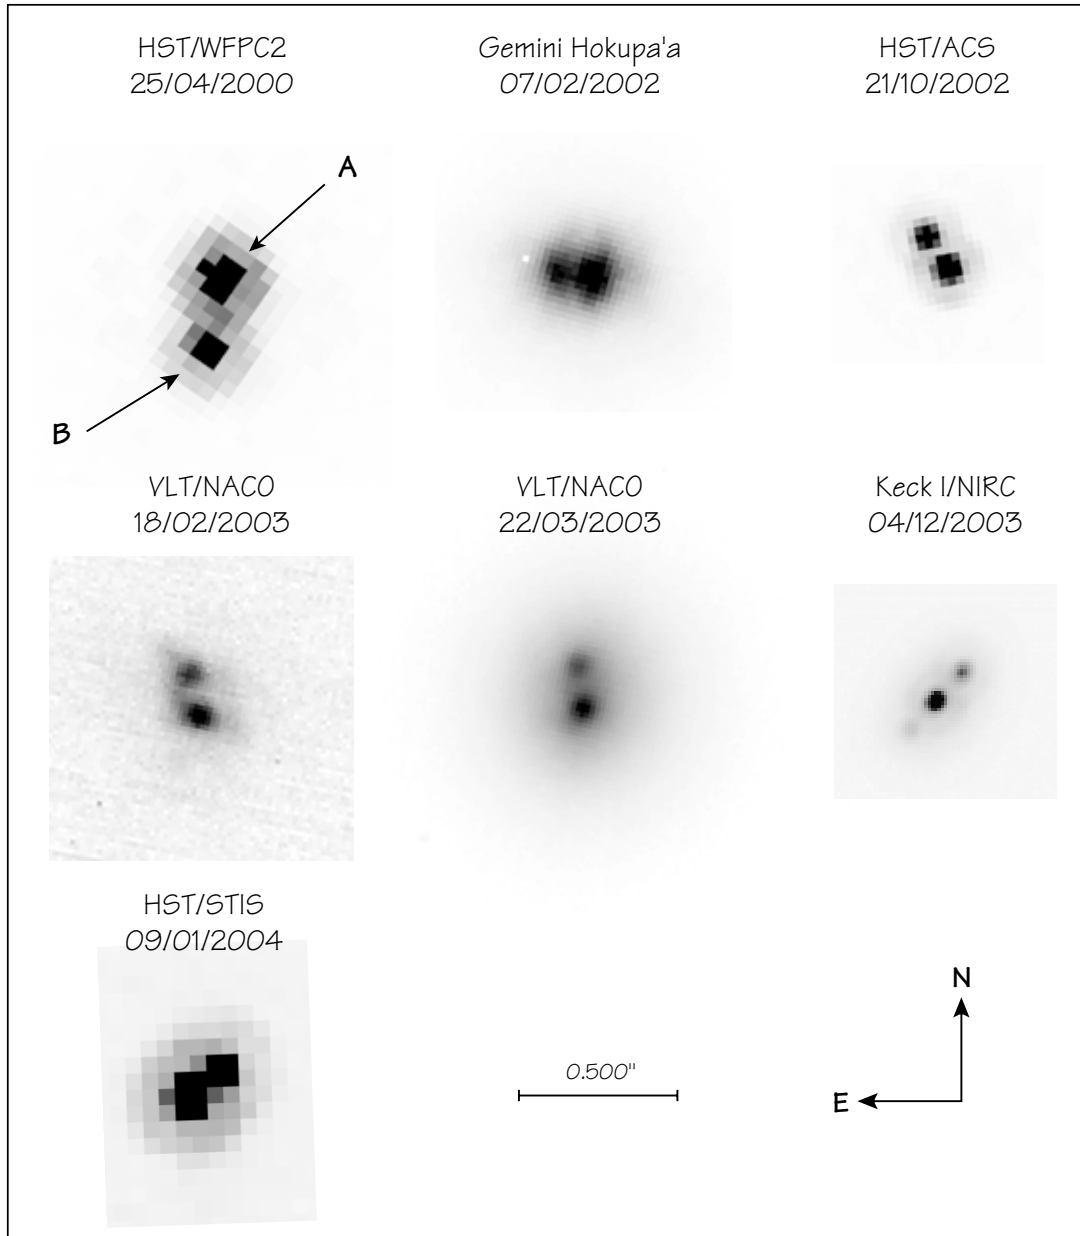 HST/WFPC2
25/04/2000
Gemini Hokupa'a
07/02/2002
HST/ACS
21/10/2002
A
B
VLT/NACO
18/02/2003
VLT/NACO
22/03/2003
Keck I/NIRC
04/12/2003
HST/STIS
09/01/2004
0.500"
N
E